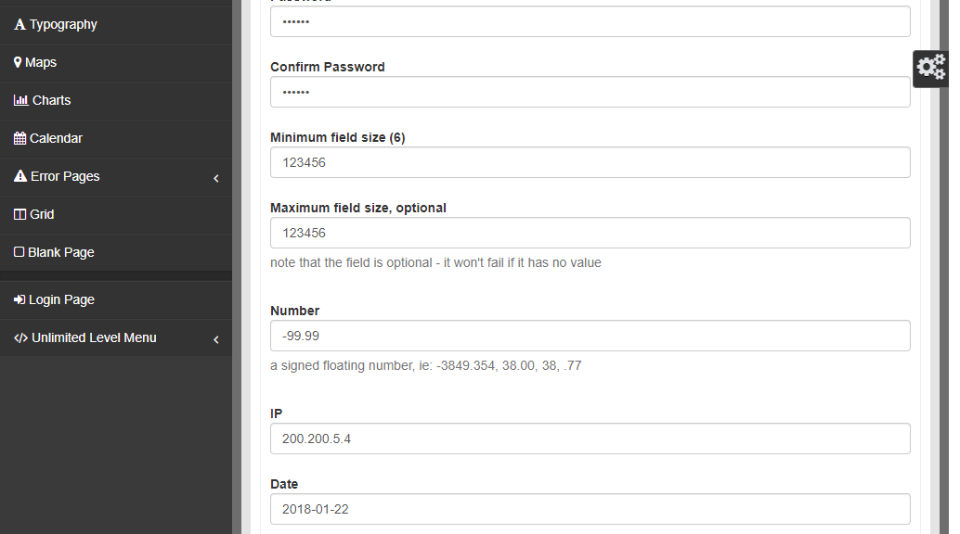 Typography
Maps
Charts
Calendar
Error Pages
Grid
Blank Page
Login Page
Unlimited Level Menu
••••••
Confirm Password
••••••
Minimum field size (6)
123456
Maximum field size, optional
123456
note that the field is optional - it won't fail if it has no value
Number
-99.99
a signed floating number, ie: -3849.354, 38.00, 38, .77
IP
200.200.5.4
Date
2018-01-22